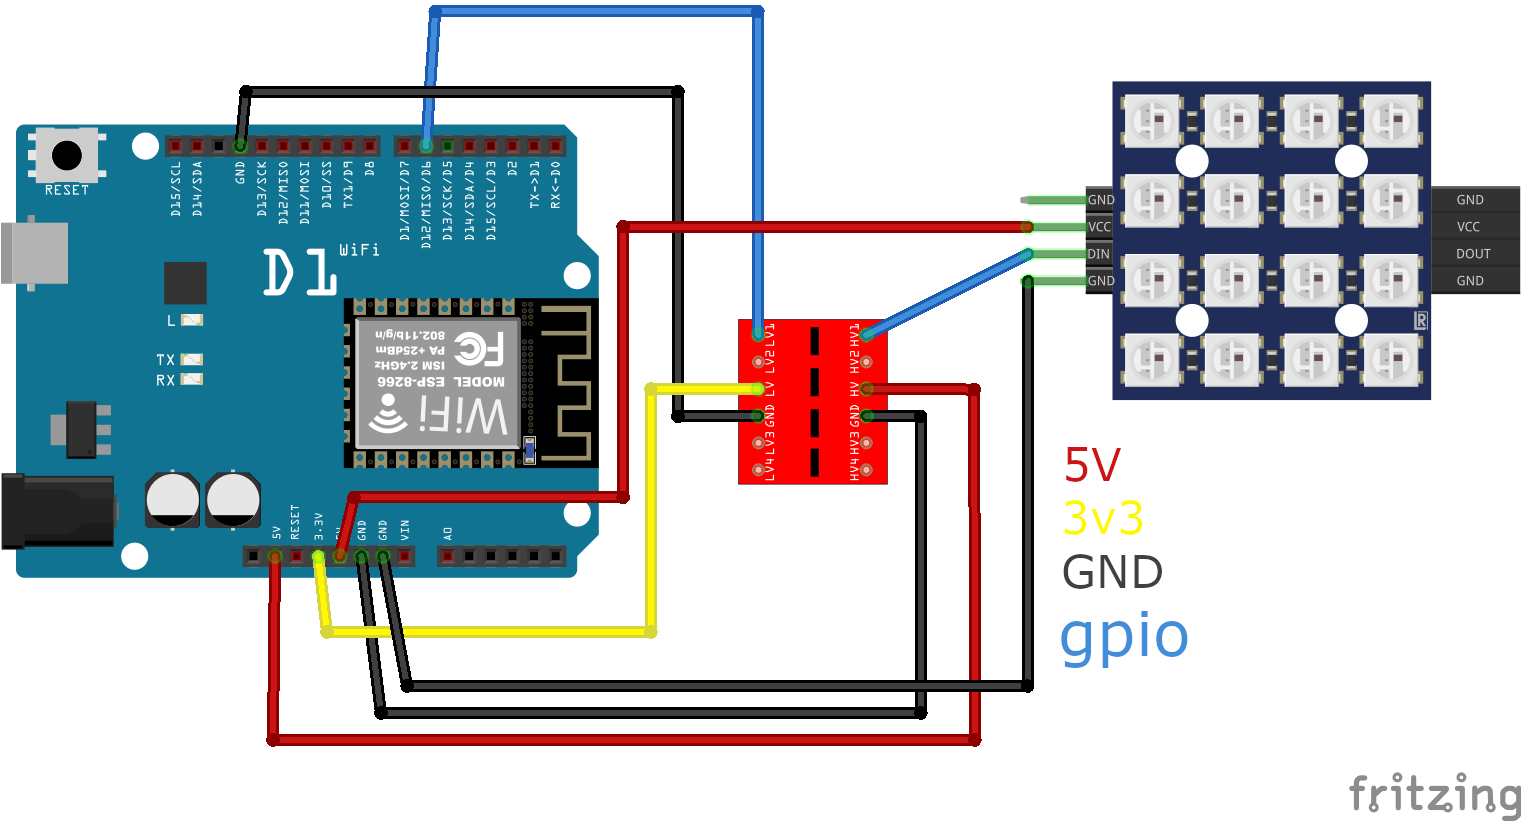 RESET
D15/SCL
D14/SDA
GND
D13/SCK
D12/MISO
D11/MOSI
D10/SS
TX1/D9
D8
D1/MOSI/D7
D12/MISO/D6
D13/SCK/D5
D14/SDA/D4
D15/SCL/D3
D2
TX->D1
RX<-D0
D1 WiFi
L
TX
RX
802.11b/g/n
PA +25dBm
ISM 2.4GHz
MODEL ESP-8266
FC
WiFi
5V
RESET
3.3V
GND
GND
VIN
A0
LV1
LV2
LV
GND
LV3
LV4
HV1
HV2
HV
GND
HV3
HV4
GND
VCC
DIN
GND
GND
VCC
DOUT
GND
R
5V
3v3
GND
gpio
fritzing